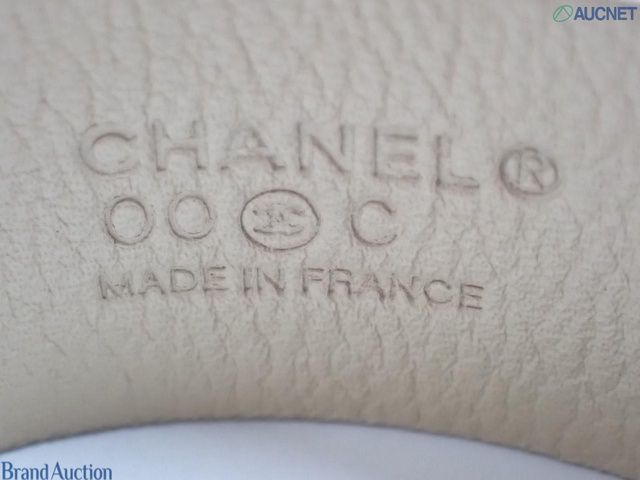 AUCNET
CHANEL®
00 C
MADE IN FRANCE
Brand Auction